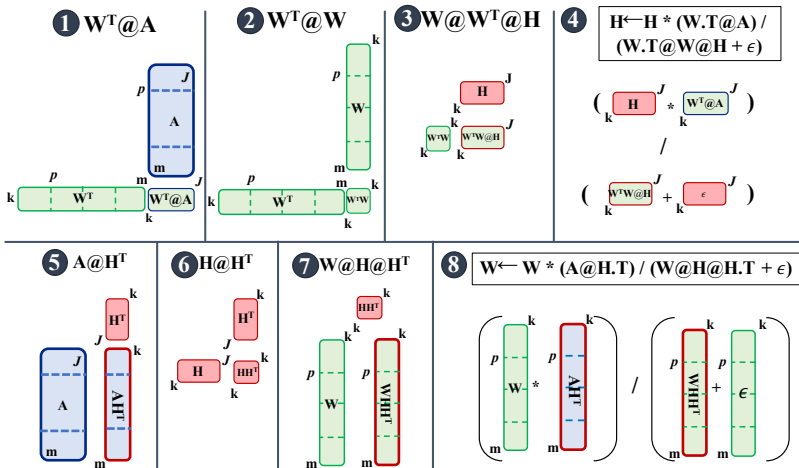 1 Wᵀ@A
J
p
A
m
m
J
p
k
Wᵀ
Wᵀ@A
k
2 Wᵀ@W
k
p
W
m
m
k
k
Wᵀ
WᵀW
k
3 W@Wᵀ@H
J
H
k
k
J
WᵀW
WᵀW@H
k
k
4 H←H * (W.T@A) /
(W.T@W@H + ϵ)
J
J
( H * Wᵀ@A )
k
k
/
J
J
( WᵀW@H + ϵ )
k
k
5 A@Hᵀ
k
Hᵀ
J
J
k
A
AHᵀ
m
m
6 H@Hᵀ
k
Hᵀ
J
J
k
H
HHᵀ
k
k
7 W@H@Hᵀ
k
HHᵀ
k
k
k
p
p
W
WHHᵀ
m
m
8 W← W * (A@H.T) / (W@H@H.T + ϵ)
k
k
p
p
W * AHᵀ / WHHᵀ + ϵ
m
m